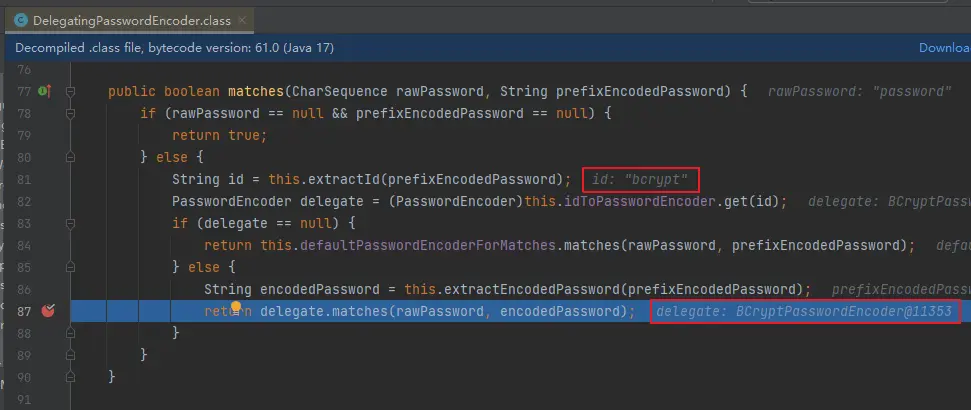 DelegatingPasswordEncoder.class
Decompiled .class file, bytecode version: 61.0 (Java 17) Download
76
77 public boolean matches(CharSequence rawPassword, String prefixEncodedPassword) { rawPassword: "password"
78 if (rawPassword == null && prefixEncodedPassword == null) {
79 return true;
80 } else {
81 String id = this.extractId(prefixEncodedPassword); id: "bcrypt"
82 PasswordEncoder delegate = (PasswordEncoder)this.idToPasswordEncoder.get(id); delegate: BCryptPassw
83 if (delegate == null) {
84 return this.defaultPasswordEncoderForMatches.matches(rawPassword, prefixEncodedPassword); defa
85 } else {
86 String encodedPassword = this.extractEncodedPassword(prefixEncodedPassword); prefixEncodedPassw
87 return delegate.matches(rawPassword, encodedPassword); delegate: BCryptPasswordEncoder@11353
88 }
89 }
90 }
91